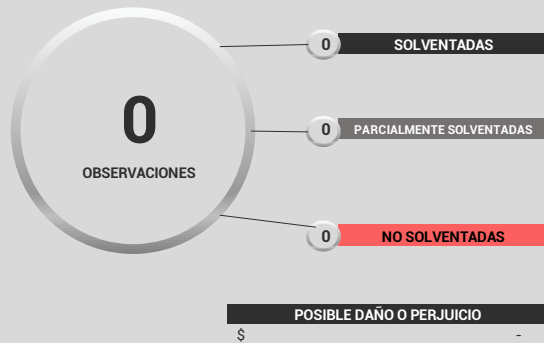 0
OBSERVACIONES
0 SOLVENTADAS
0 PARCIALMENTE SOLVENTADAS
0 NO SOLVENTADAS
POSIBLE DAÑO O PERJUICIO
$ -